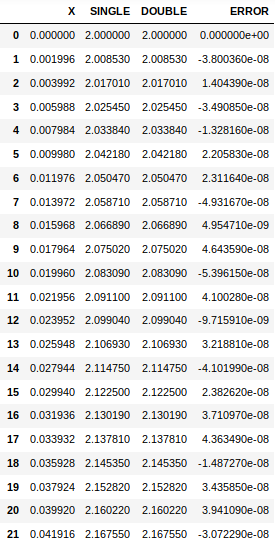 X SINGLE DOUBLE ERROR
0 0.000000 2.000000 2.000000 0.000000e+00
1 0.001996 2.008530 2.008530 -3.800360e-08
2 0.003992 2.017010 2.017010 1.404390e-08
3 0.005988 2.025450 2.025450 -3.490850e-08
4 0.007984 2.033840 2.033840 -1.328160e-08
5 0.009980 2.042180 2.042180 2.205830e-08
6 0.011976 2.050470 2.050470 2.311640e-08
7 0.013972 2.058710 2.058710 -4.931670e-08
8 0.015968 2.066890 2.066890 4.954710e-09
9 0.017964 2.075020 2.075020 4.643590e-08
10 0.019960 2.083090 2.083090 -5.396150e-08
11 0.021956 2.091100 2.091100 4.100280e-08
12 0.023952 2.099040 2.099040 -9.715910e-09
13 0.025948 2.106930 2.106930 3.218810e-08
14 0.027944 2.114750 2.114750 -4.101990e-08
15 0.029940 2.122500 2.122500 2.382620e-08
16 0.031936 2.130190 2.130190 3.710970e-08
17 0.033932 2.137810 2.137810 4.363490e-08
18 0.035928 2.145350 2.145350 -1.487270e-08
19 0.037924 2.152820 2.152820 3.435850e-08
20 0.039920 2.160220 2.160220 3.941090e-08
21 0.041916 2.167550 2.167550 -3.072290e-08